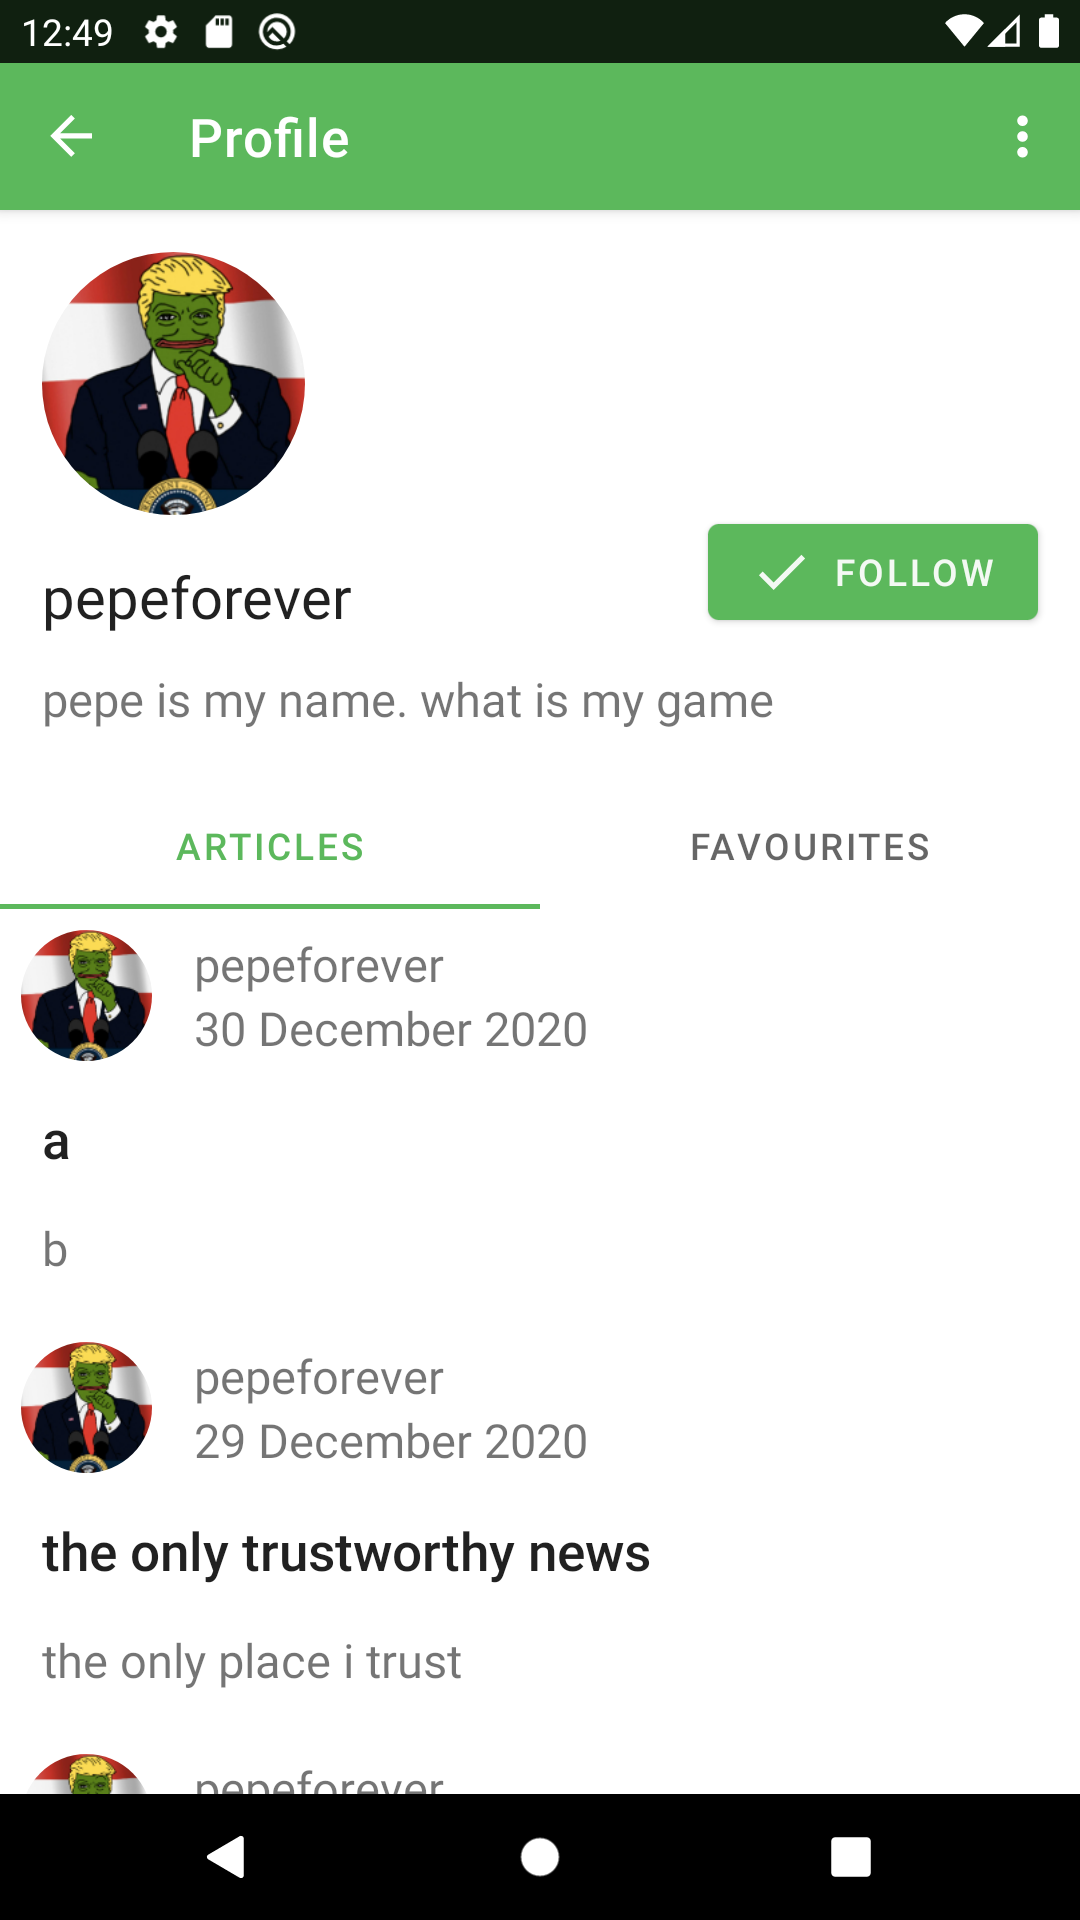 12:49
Profile
FOLLOW
pepeforever
pepe is my name. what is my game
ARTICLES
FAVOURITES
pepeforever
30 December 2020
a
b
pepeforever
29 December 2020
the only trustworthy news
the only place i trust
pepeforever